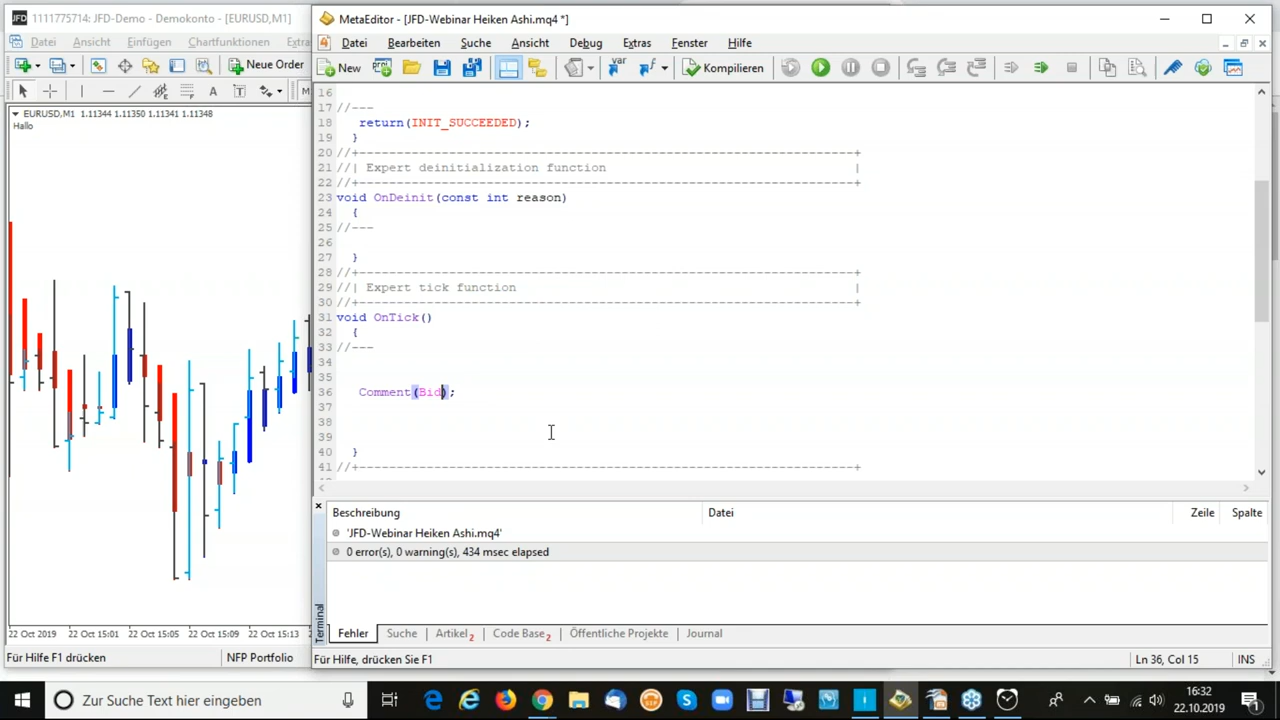 JFD 1111775714: JFD-Demo - Demokonto - [EURUSD,M1]
Datei Ansicht Einfügen Chartfunktionen Extra
Neue Order
EURUSD,M1 1.11344 1.11350 1.11341 1.11348
Hallo
22 Oct 2019 22 Oct 15:01 22 Oct 15:05 22 Oct 15:09 22 Oct 15:13
Für Hilfe F1 drücken NFP Portfolio
MetaEditor - [JFD-Webinar Heiken Ashi.mq4 *]
Datei Bearbeiten Suche Ansicht Debug Extras Fenster Hilfe
New Kompilieren
16
17 //---
18 return(INIT_SUCCEEDED);
19 }
20 //+------------------------------------------------------------------+
21 //| Expert deinitialization function |
22 //+------------------------------------------------------------------+
23 void OnDeinit(const int reason)
24 {
25 //---
26
27 }
28 //+------------------------------------------------------------------+
29 //| Expert tick function |
30 //+------------------------------------------------------------------+
31 void OnTick()
32 {
33 //---
34
35
36 Comment(Bid);
37
38
39
40 }
41 //+------------------------------------------------------------------+
Beschreibung Datei Zeile Spalte
'JFD-Webinar Heiken Ashi.mq4'
0 error(s), 0 warning(s), 434 msec elapsed
Terminal
Fehler Suche Artikel 2 Code Base 2 Öffentliche Projekte Journal
Für Hilfe, drücken Sie F1 Ln 36, Col 15 INS
Zur Suche Text hier eingeben
16:32
22.10.2019